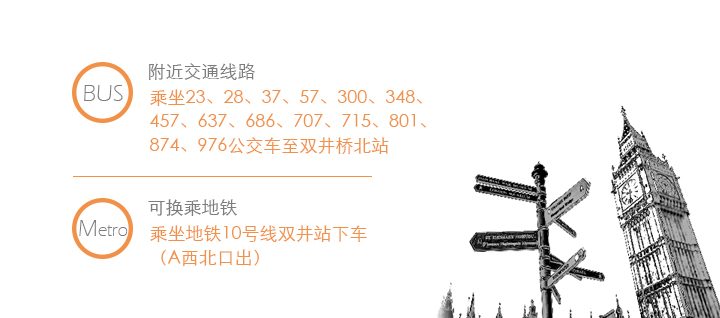 BUS
附近交通线路
乘坐23、28、37、57、300、348、
457、637、686、707、715、801、
874、976公交车至双井桥北站
Metro
可换乘地铁
乘坐地铁10号线双井站下车
（A西北口出）